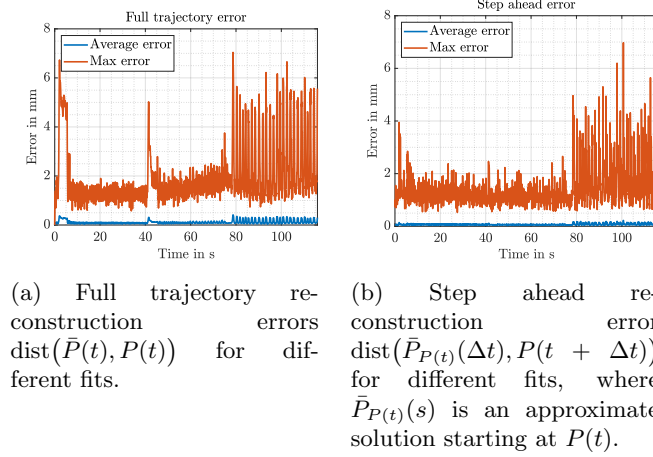 Full trajectory error
8
6
4
2
0
Error in mm
Average error
Max error
0 20 40 60 80 100
Time in s
Step ahead error
8
6
4
2
0
Error in mm
Average error
Max error
0 20 40 60 80 100
Time in s
(a) Full trajectory re-
construction errors
dist(P̄(t), P(t)) for dif-
ferent fits.
(b) Step ahead re-
construction error
dist(P̄_{P(t)}(Δt), P(t + Δt))
for different fits, where
P̄_{P(t)}(s) is an approximate
solution starting at P(t).